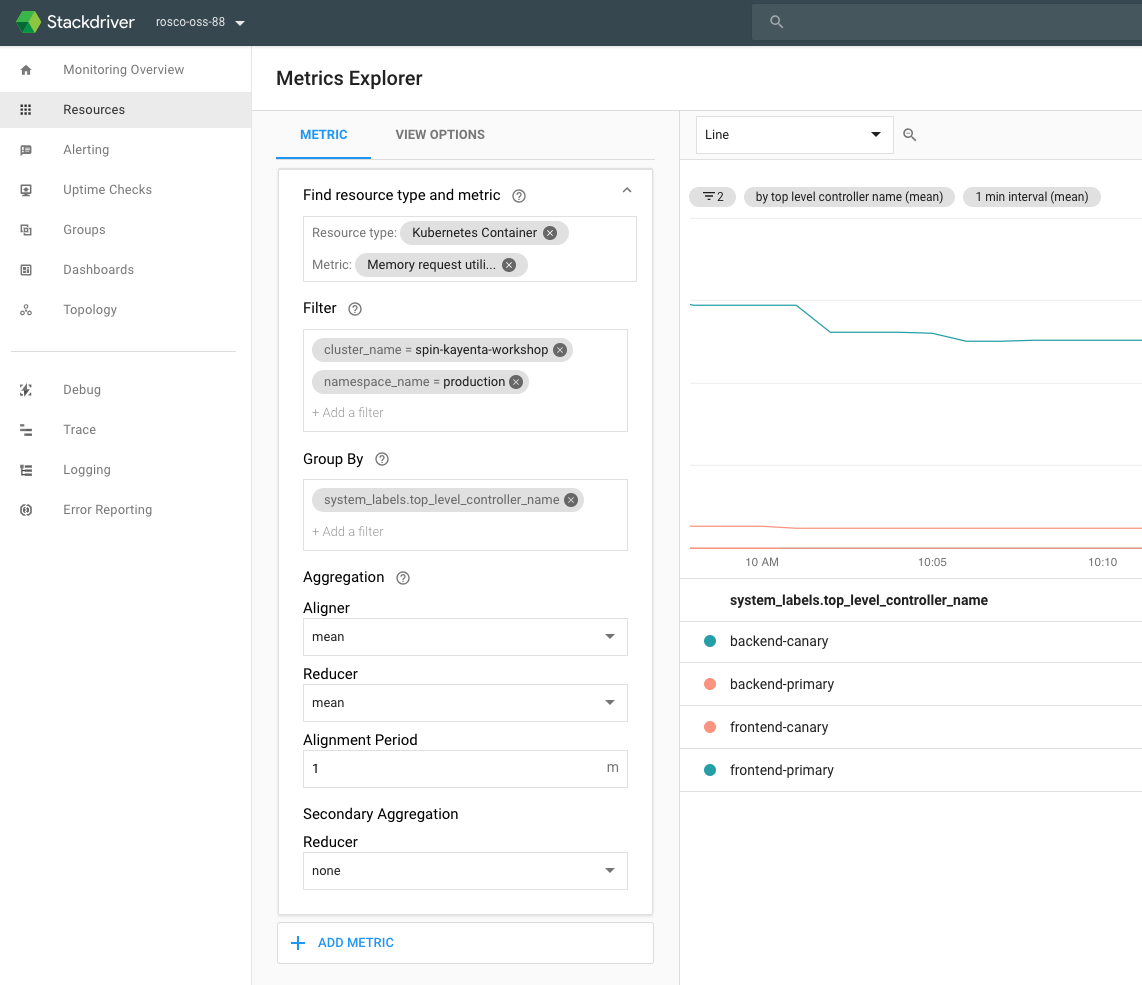 Stackdriver
rosco-oss-88
Monitoring Overview
Resources
Alerting
Uptime Checks
Groups
Dashboards
Topology
Debug
Trace
Logging
Error Reporting
Metrics Explorer
METRIC VIEW OPTIONS
Find resource type and metric
Resource type: Kubernetes Container
Metric: Memory request utili...
Filter
cluster_name = spin-kayenta-workshop
namespace_name = production
+ Add a filter
Group By
system_labels.top_level_controller_name
+ Add a filter
Aggregation
Aligner
mean
Reducer
mean
Alignment Period
1 m
Secondary Aggregation
Reducer
none
ADD METRIC
Line
2 by top level controller name (mean) 1 min interval (mean)
10 AM 10:05 10:10
system_labels.top_level_controller_name
backend-canary
backend-primary
frontend-canary
frontend-primary